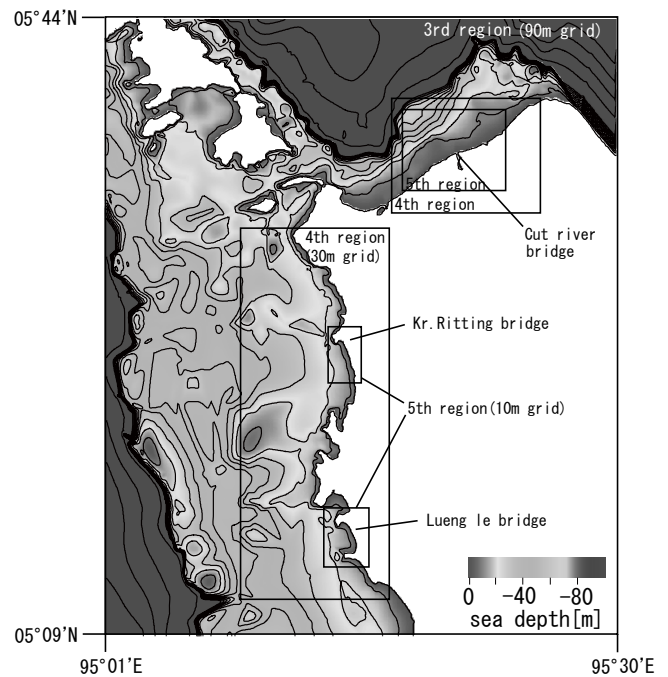 05°44'N
3rd region (90m grid)
5th region
4th region
Cut river
bridge
4th region
(30m grid)
Kr.Ritting bridge
5th region(10m grid)
Lueng le bridge
0 -40 -80
sea depth[m]
05°09'N
95°01'E
95°30'E